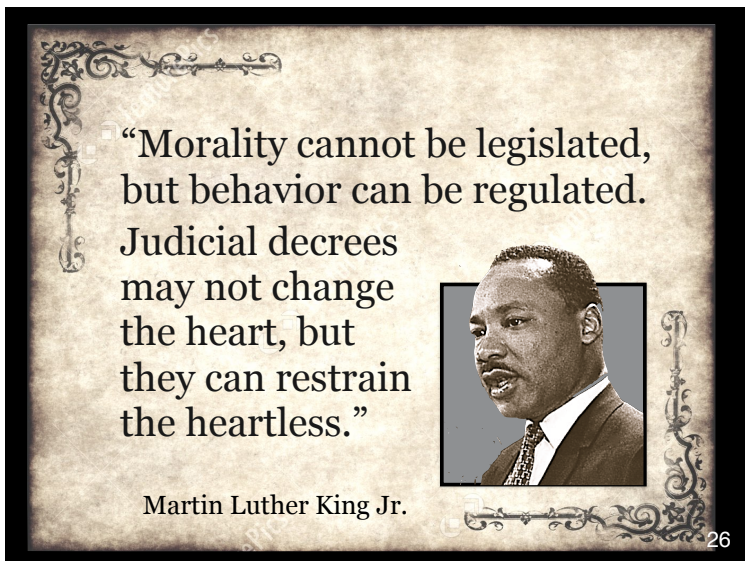 “Morality cannot be legislated,
but behavior can be regulated.
Judicial decrees
may not change
the heart, but
they can restrain
the heartless.”
Martin Luther King Jr.
26